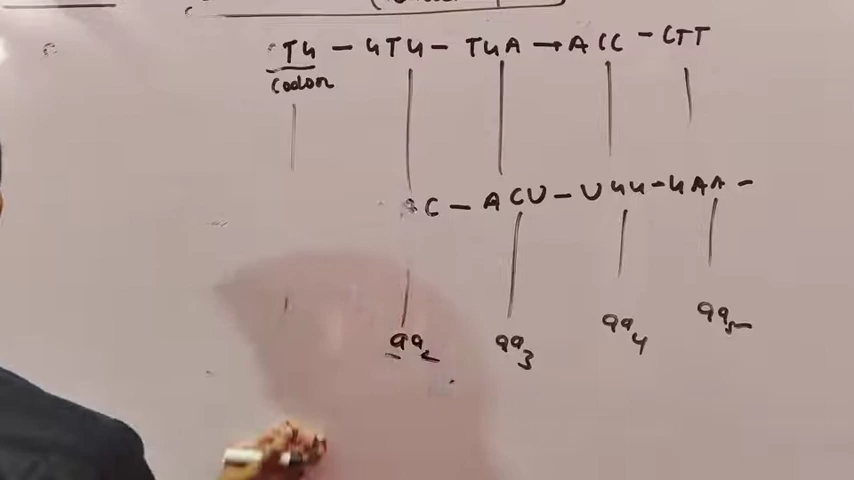 TG – GTG – TGA → ACC – CTT
Codon
C – ACU – UGG – GAA –
aa2 aa3 aa4 aa5